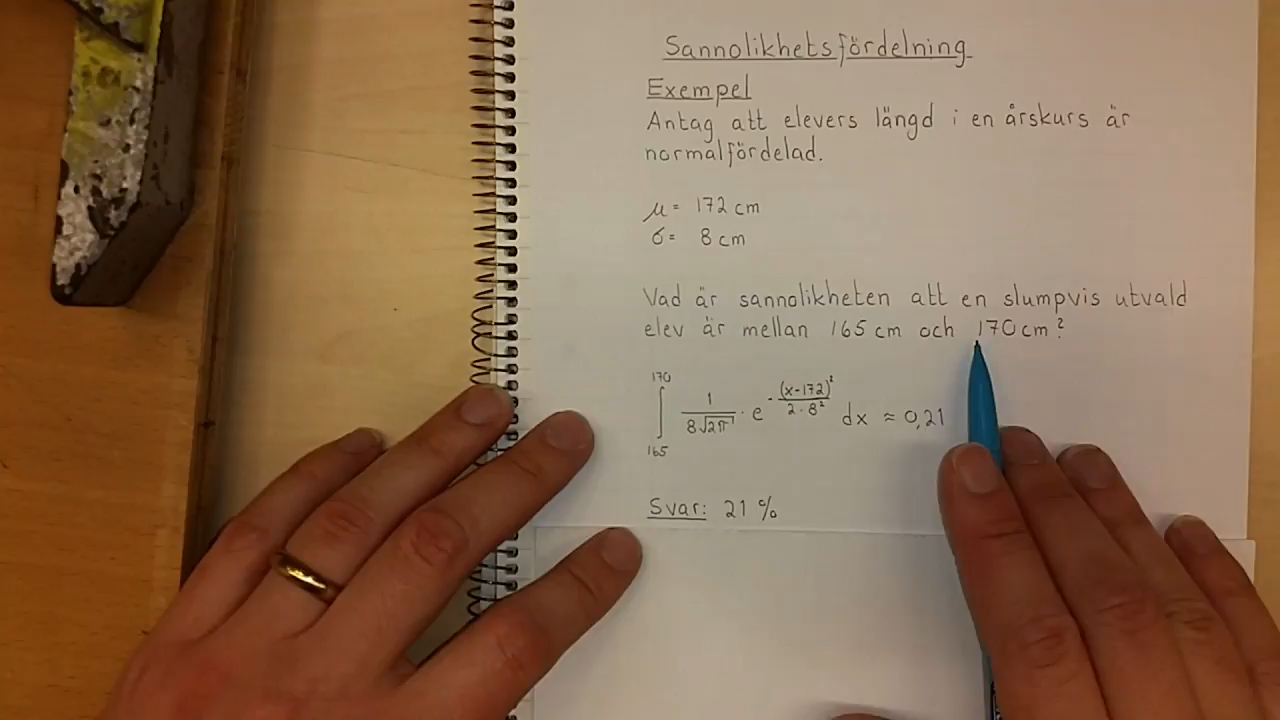 Sannolikhetsfördelning
Exempel
Antag att elevers längd i en årskurs är
normalfördelad.
μ = 172 cm
σ = 8 cm
Vad är sannolikheten att en slumpvis utvald
elev är mellan 165 cm och 170 cm?
∫₁₆₅¹⁷⁰ 1/(8√(2π)) · e^(-(x-172)²/(2·8²)) dx ≈ 0,21
Svar: 21 %